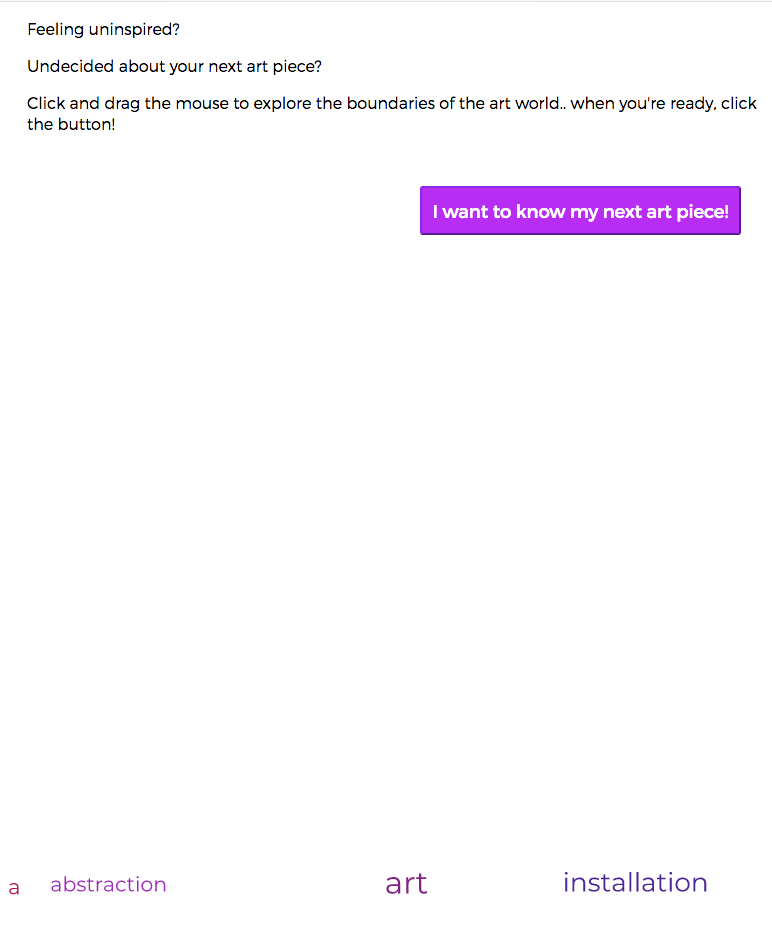 Feeling uninspired?
Undecided about your next art piece?
Click and drag the mouse to explore the boundaries of the art world.. when you're ready, click
the button!
I want to know my next art piece!
a abstraction art installation